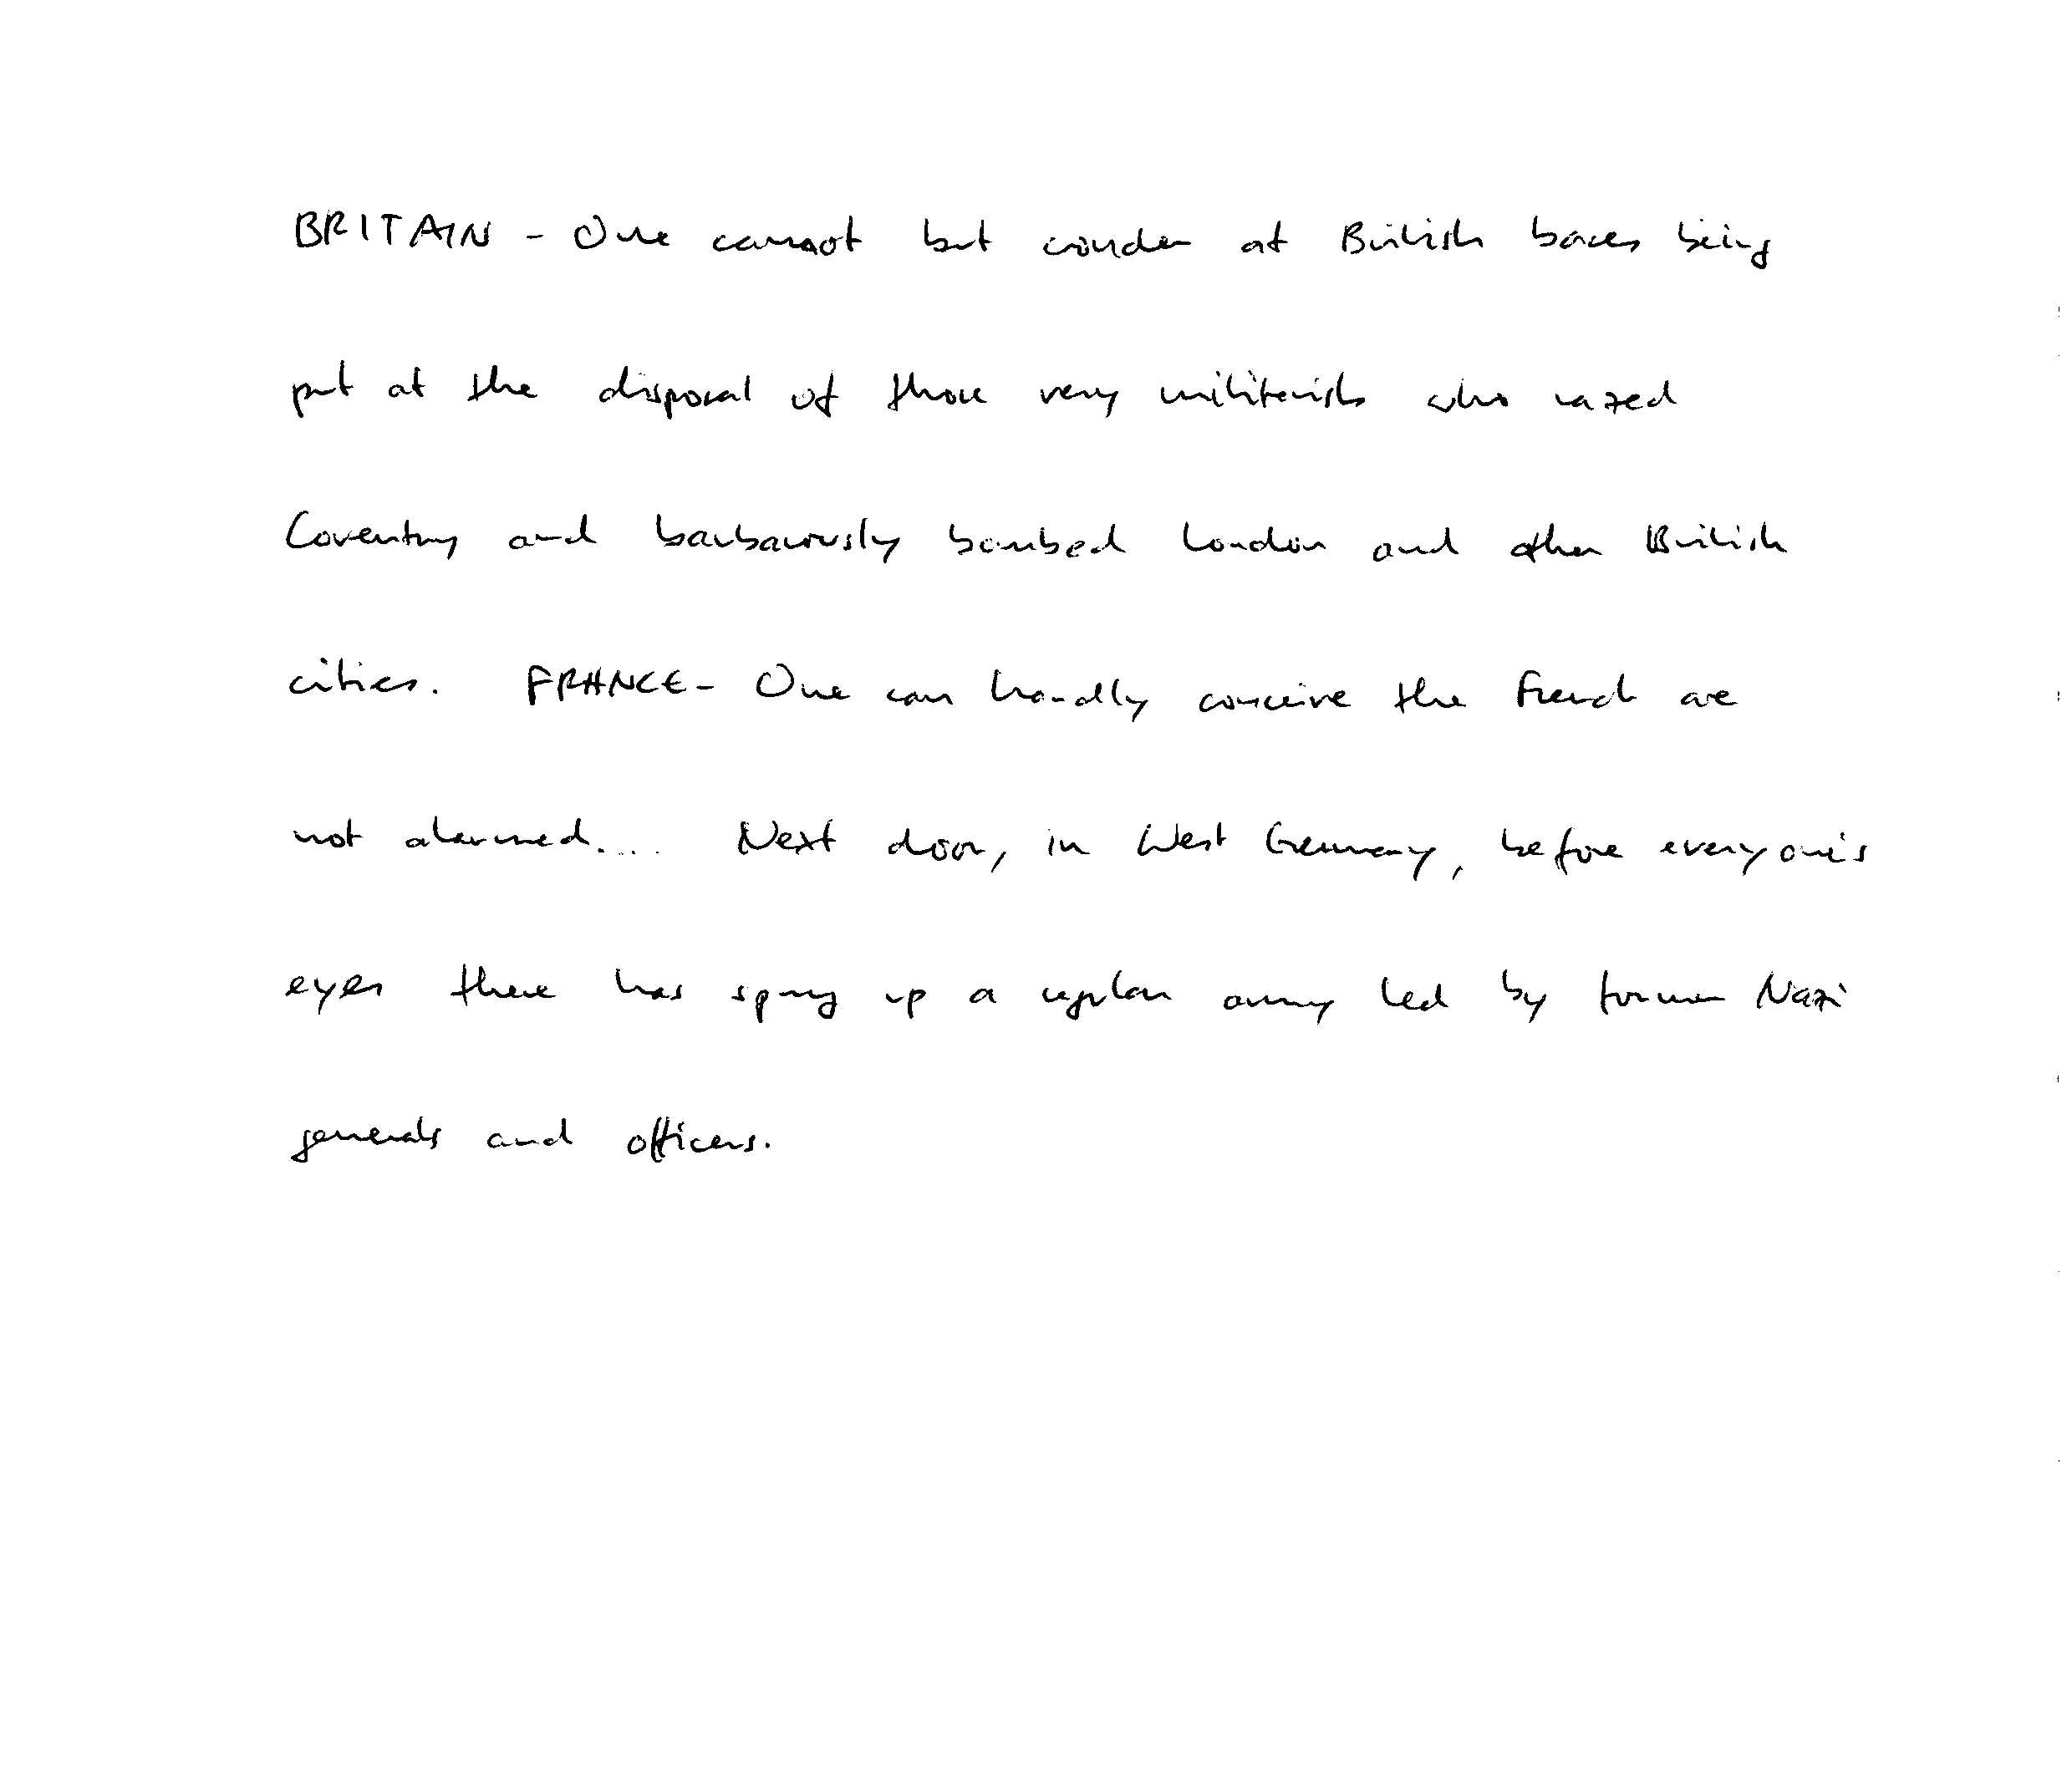 BRITAIN - One cannot but wonder at British bases being
put at the disposal of those very militarists who razed
Coventry and barbarously bombed London and other British
cities. FRANCE - One can hardly conceive the French are
not alarmed.... Next door, in West Germany, before everyone's
eyes there has sprung up a regular army led by former Nazi
generals and officers.